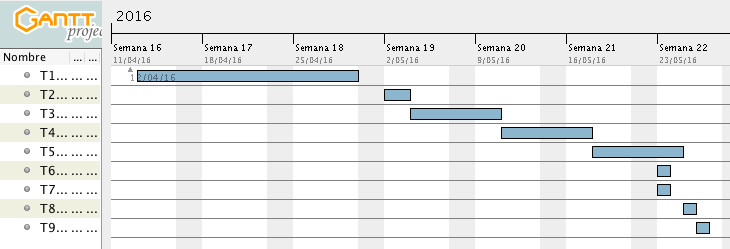 GANTT
project
2016
Nombre ... ...
Semana 16 Semana 17 Semana 18 Semana 19 Semana 20 Semana 21 Semana 22
11/04/16 18/04/16 25/04/16 2/05/16 9/05/16 16/05/16 23/05/16
T1... ... ... 12/04/16
T2... ... ...
T3... ... ...
T4... ... ...
T5... ... ...
T6... ... ...
T7... ... ...
T8... ... ...
T9... ... ...